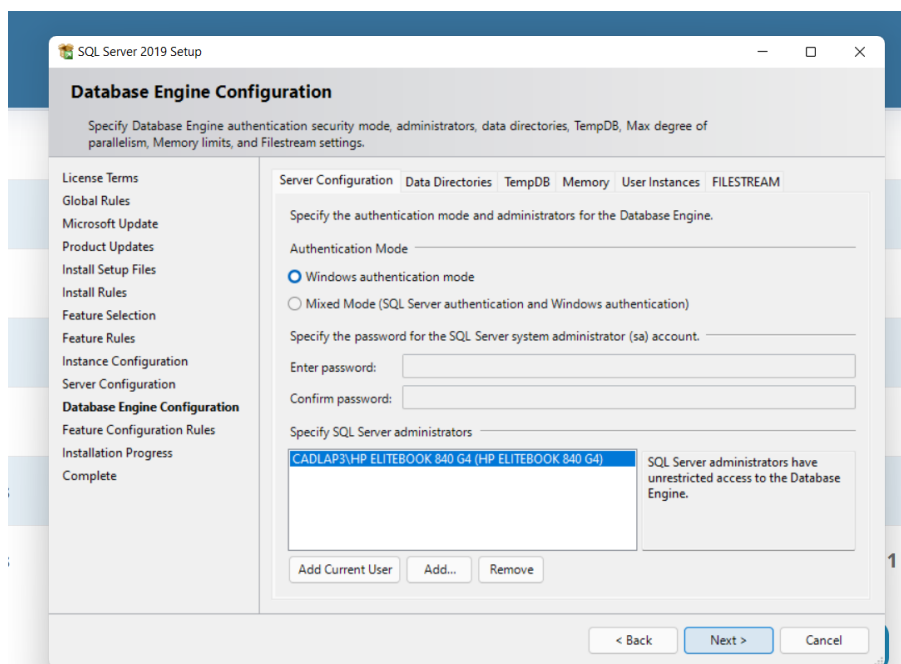 SQL Server 2019 Setup
Database Engine Configuration
Specify Database Engine authentication security mode, administrators, data directories, TempDB, Max degree of
parallelism, Memory limits, and Filestream settings.
License Terms
Global Rules
Microsoft Update
Product Updates
Install Setup Files
Install Rules
Feature Selection
Feature Rules
Instance Configuration
Server Configuration
Database Engine Configuration
Feature Configuration Rules
Installation Progress
Complete
Server Configuration Data Directories TempDB Memory User Instances FILESTREAM
Specify the authentication mode and administrators for the Database Engine.
Authentication Mode
Windows authentication mode
Mixed Mode (SQL Server authentication and Windows authentication)
Specify the password for the SQL Server system administrator (sa) account.
Enter password:
Confirm password:
Specify SQL Server administrators
CADLAP3\HP ELITEBOOK 840 G4 (HP ELITEBOOK 840 G4)
SQL Server administrators have
unrestricted access to the Database
Engine.
Add Current User Add... Remove
1
< Back Next > Cancel